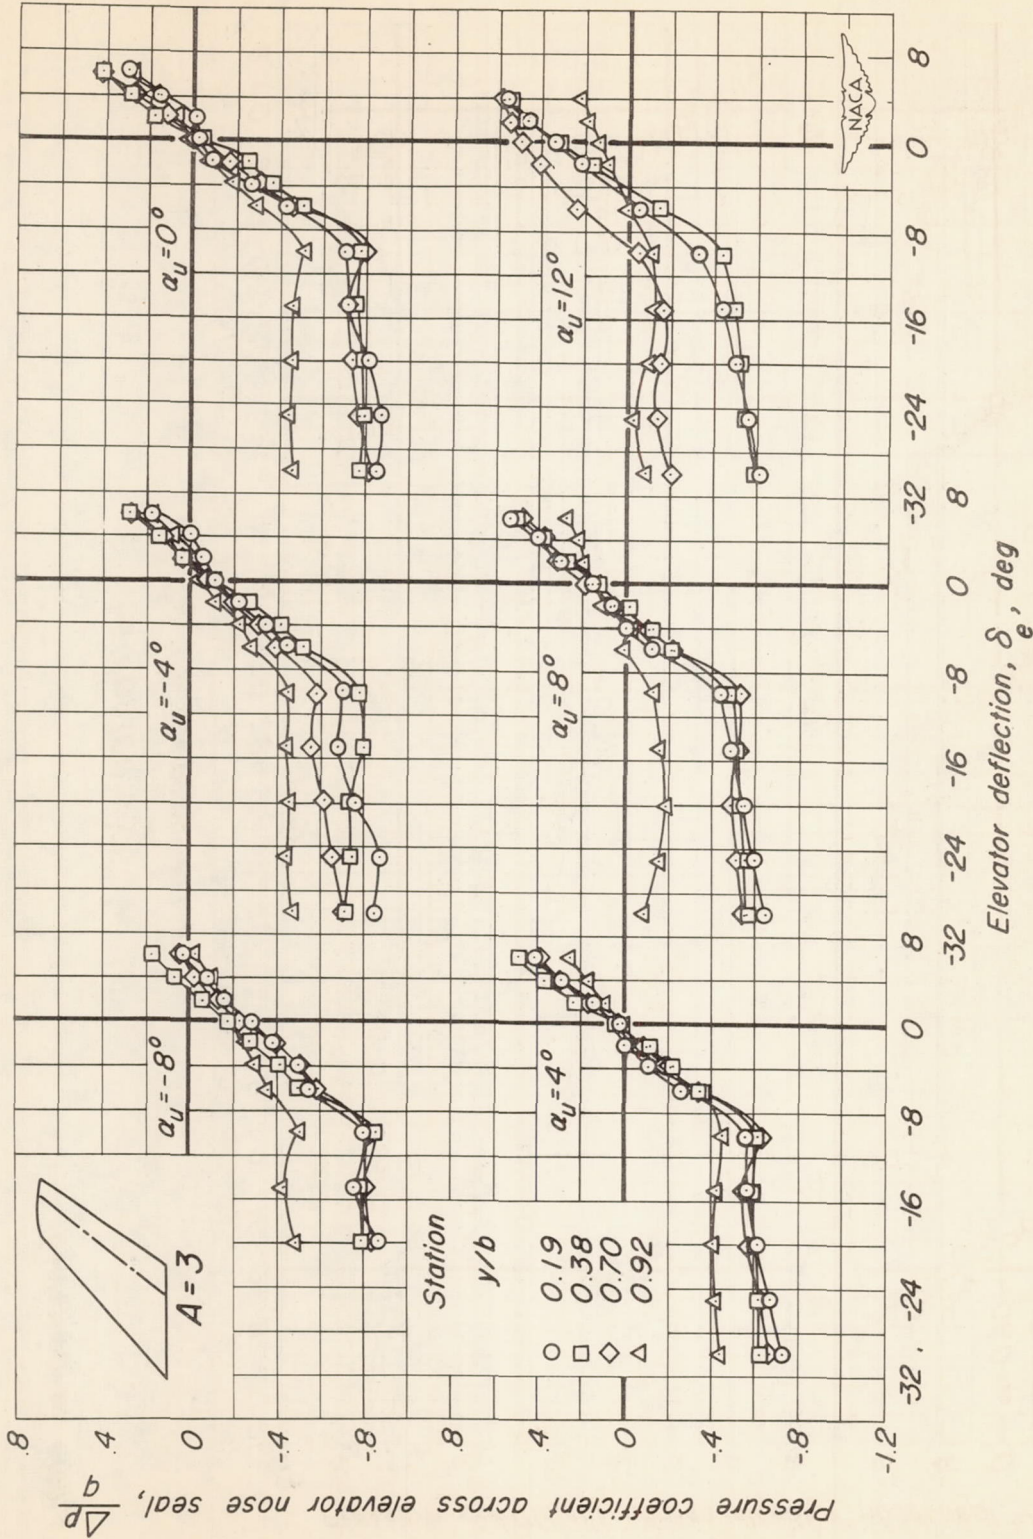 Pressure coefficient across elevator nose seal, Δp/q
.8
.4
0
-.4
-.8
.4
0
-.4
-.8
-1.2
A = 3
αu = -8°
αu = -4°
αu = 0°
Station
y/b
○ 0.19
□ 0.38
◇ 0.70
△ 0.92
αu = 4°
αu = 8°
αu = 12°
NACA
-32 -24 -16 -8 0 8
-32 -24 -16 -8 0 8
-32 -24 -16 -8 0 8
Elevator deflection, δe, deg